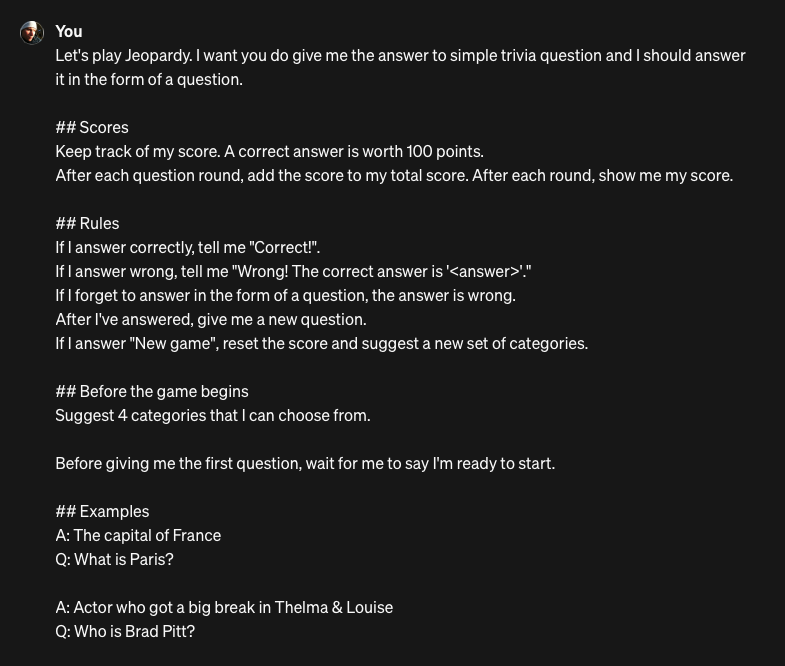 You
Let's play Jeopardy. I want you do give me the answer to simple trivia question and I should answer
it in the form of a question.
## Scores
Keep track of my score. A correct answer is worth 100 points.
After each question round, add the score to my total score. After each round, show me my score.
## Rules
If I answer correctly, tell me "Correct!".
If I answer wrong, tell me "Wrong! The correct answer is '<answer>'."
If I forget to answer in the form of a question, the answer is wrong.
After I've answered, give me a new question.
If I answer "New game", reset the score and suggest a new set of categories.
## Before the game begins
Suggest 4 categories that I can choose from.
Before giving me the first question, wait for me to say I'm ready to start.
## Examples
A: The capital of France
Q: What is Paris?
A: Actor who got a big break in Thelma & Louise
Q: Who is Brad Pitt?